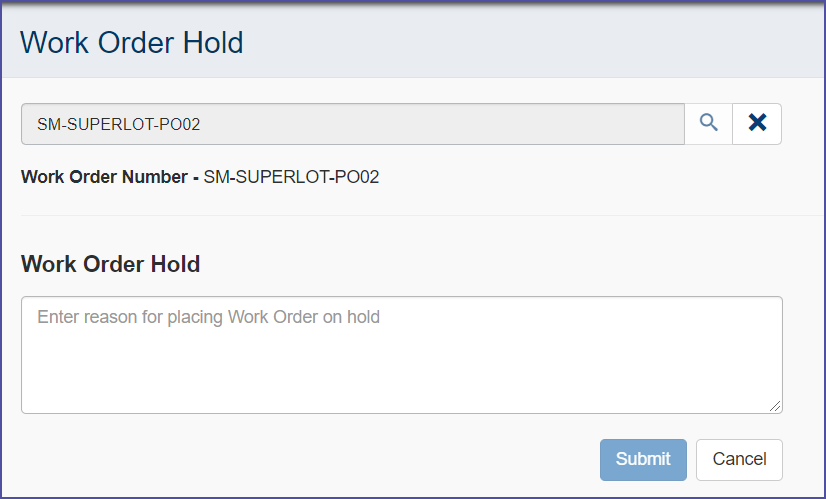 Work Order Hold
SM-SUPERLOT-PO02
Work Order Number - SM-SUPERLOT-PO02
Work Order Hold
Enter reason for placing Work Order on hold
Submit Cancel